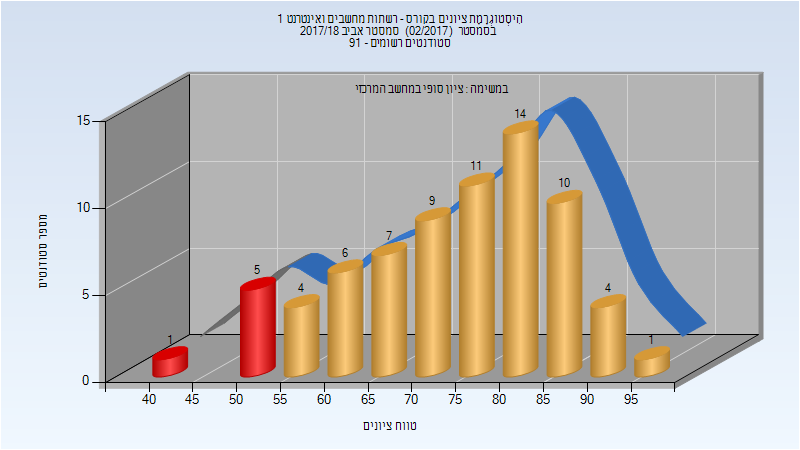 היסטוגרמת ציונים בקורס - רשתות מחשבים ואינטרנט 1
בסמסטר (02/2017) סמסטר אביב 2017/18
סטודנטים רשומים - 91
במשימה : ציון סופי במחשב המרכזי
15
10
5
0
מספר סטודנטים
1
5
4
6
7
9
11
14
10
4
1
40 45 50 55 60 65 70 75 80 85 90 95
טווח ציונים